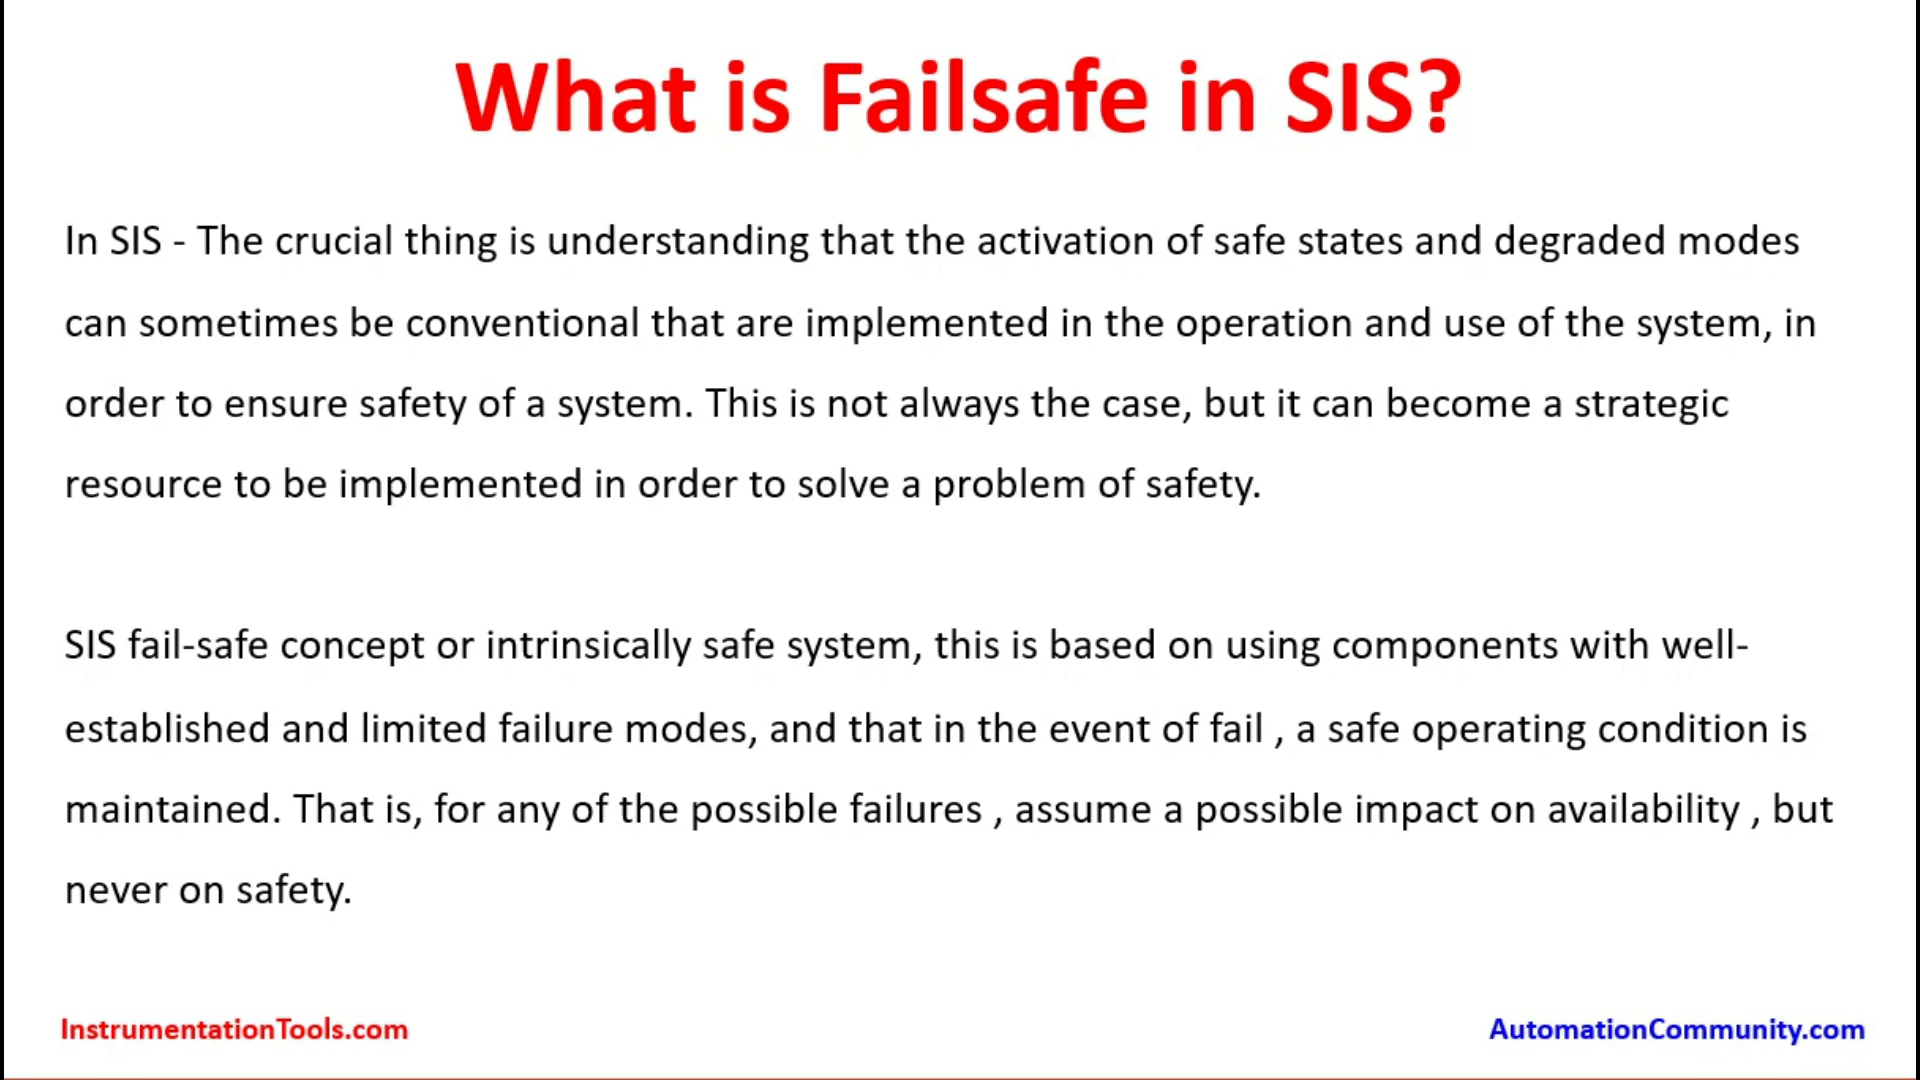 What is Failsafe in SIS?
In SIS - The crucial thing is understanding that the activation of safe states and degraded modes
can sometimes be conventional that are implemented in the operation and use of the system, in
order to ensure safety of a system. This is not always the case, but it can become a strategic
resource to be implemented in order to solve a problem of safety.
SIS fail-safe concept or intrinsically safe system, this is based on using components with well-
established and limited failure modes, and that in the event of fail , a safe operating condition is
maintained. That is, for any of the possible failures , assume a possible impact on availability , but
never on safety.
InstrumentationTools.com
AutomationCommunity.com